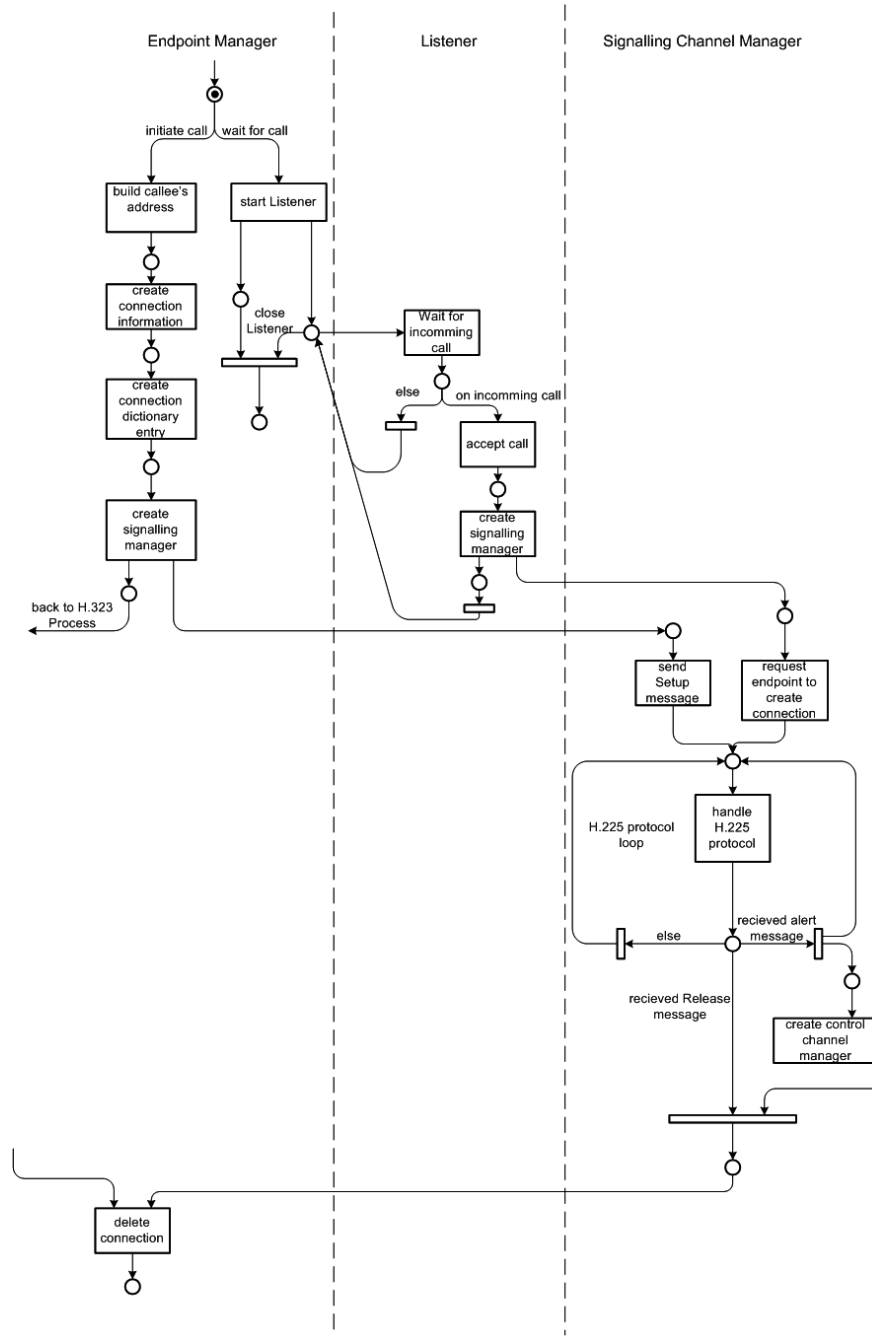 Endpoint Manager
Listener
Signalling Channel Manager
initiate call
wait for call
build callee's
address
start Listener
create
connection
information
close
Listener
Wait for
incomming
call
create
connection
dictionary
entry
else
on incomming call
accept call
create
signalling
manager
create
signalling
manager
back to H.323
Process
send
Setup
message
request
endpoint to
create
connection
H.225 protocol
loop
handle
H.225
protocol
else
recieved alert
message
recieved Release
message
create control
channel
manager
delete
connection